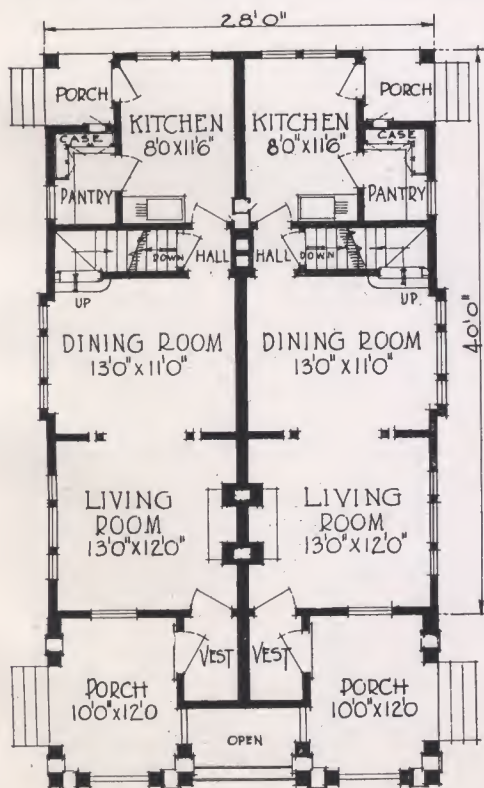 28'0"
PORCH
PORCH
KITCHEN
8'0"X11'6"
KITCHEN
8'0"X11'6"
CASE
CASE
PANTRY
PANTRY
DOWN
HALL
HALL
DOWN
UP
UP.
40'0"
DINING ROOM
13'0"X11'0"
DINING ROOM
13'0"X11'0"
LIVING
ROOM
13'0"X12'0"
LIVING
ROOM
13'0"X12'0"
VEST
VEST
PORCH
10'0"X12'0
PORCH
10'0"X12'0
OPEN